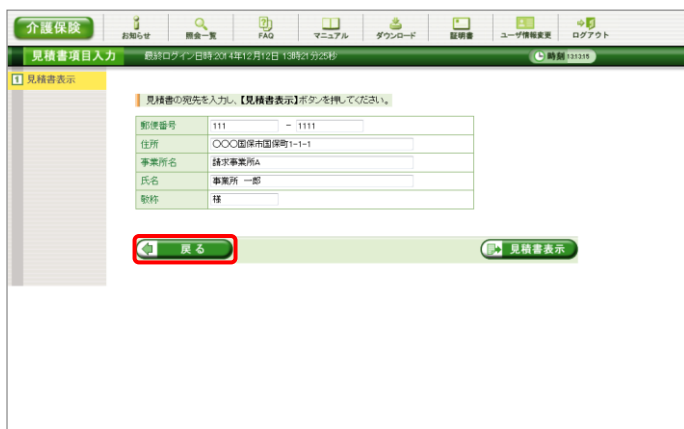 介護保険
お知らせ 照会一覧 FAQ マニュアル ダウンロード 証明書 ユーザ情報変更 ログアウト
見積書項目入力 最終ログイン日時:2014年12月12日 13時21分25秒 時刻 131315
1 見積書表示
見積書の宛先を入力し、【見積書表示】ボタンを押してください。
郵便番号 111 - 1111
住所 〇〇〇国保市国保町1-1-1
事業所名 請求事業所A
氏名 事業所 一郎
敬称 様
戻る 見積書表示